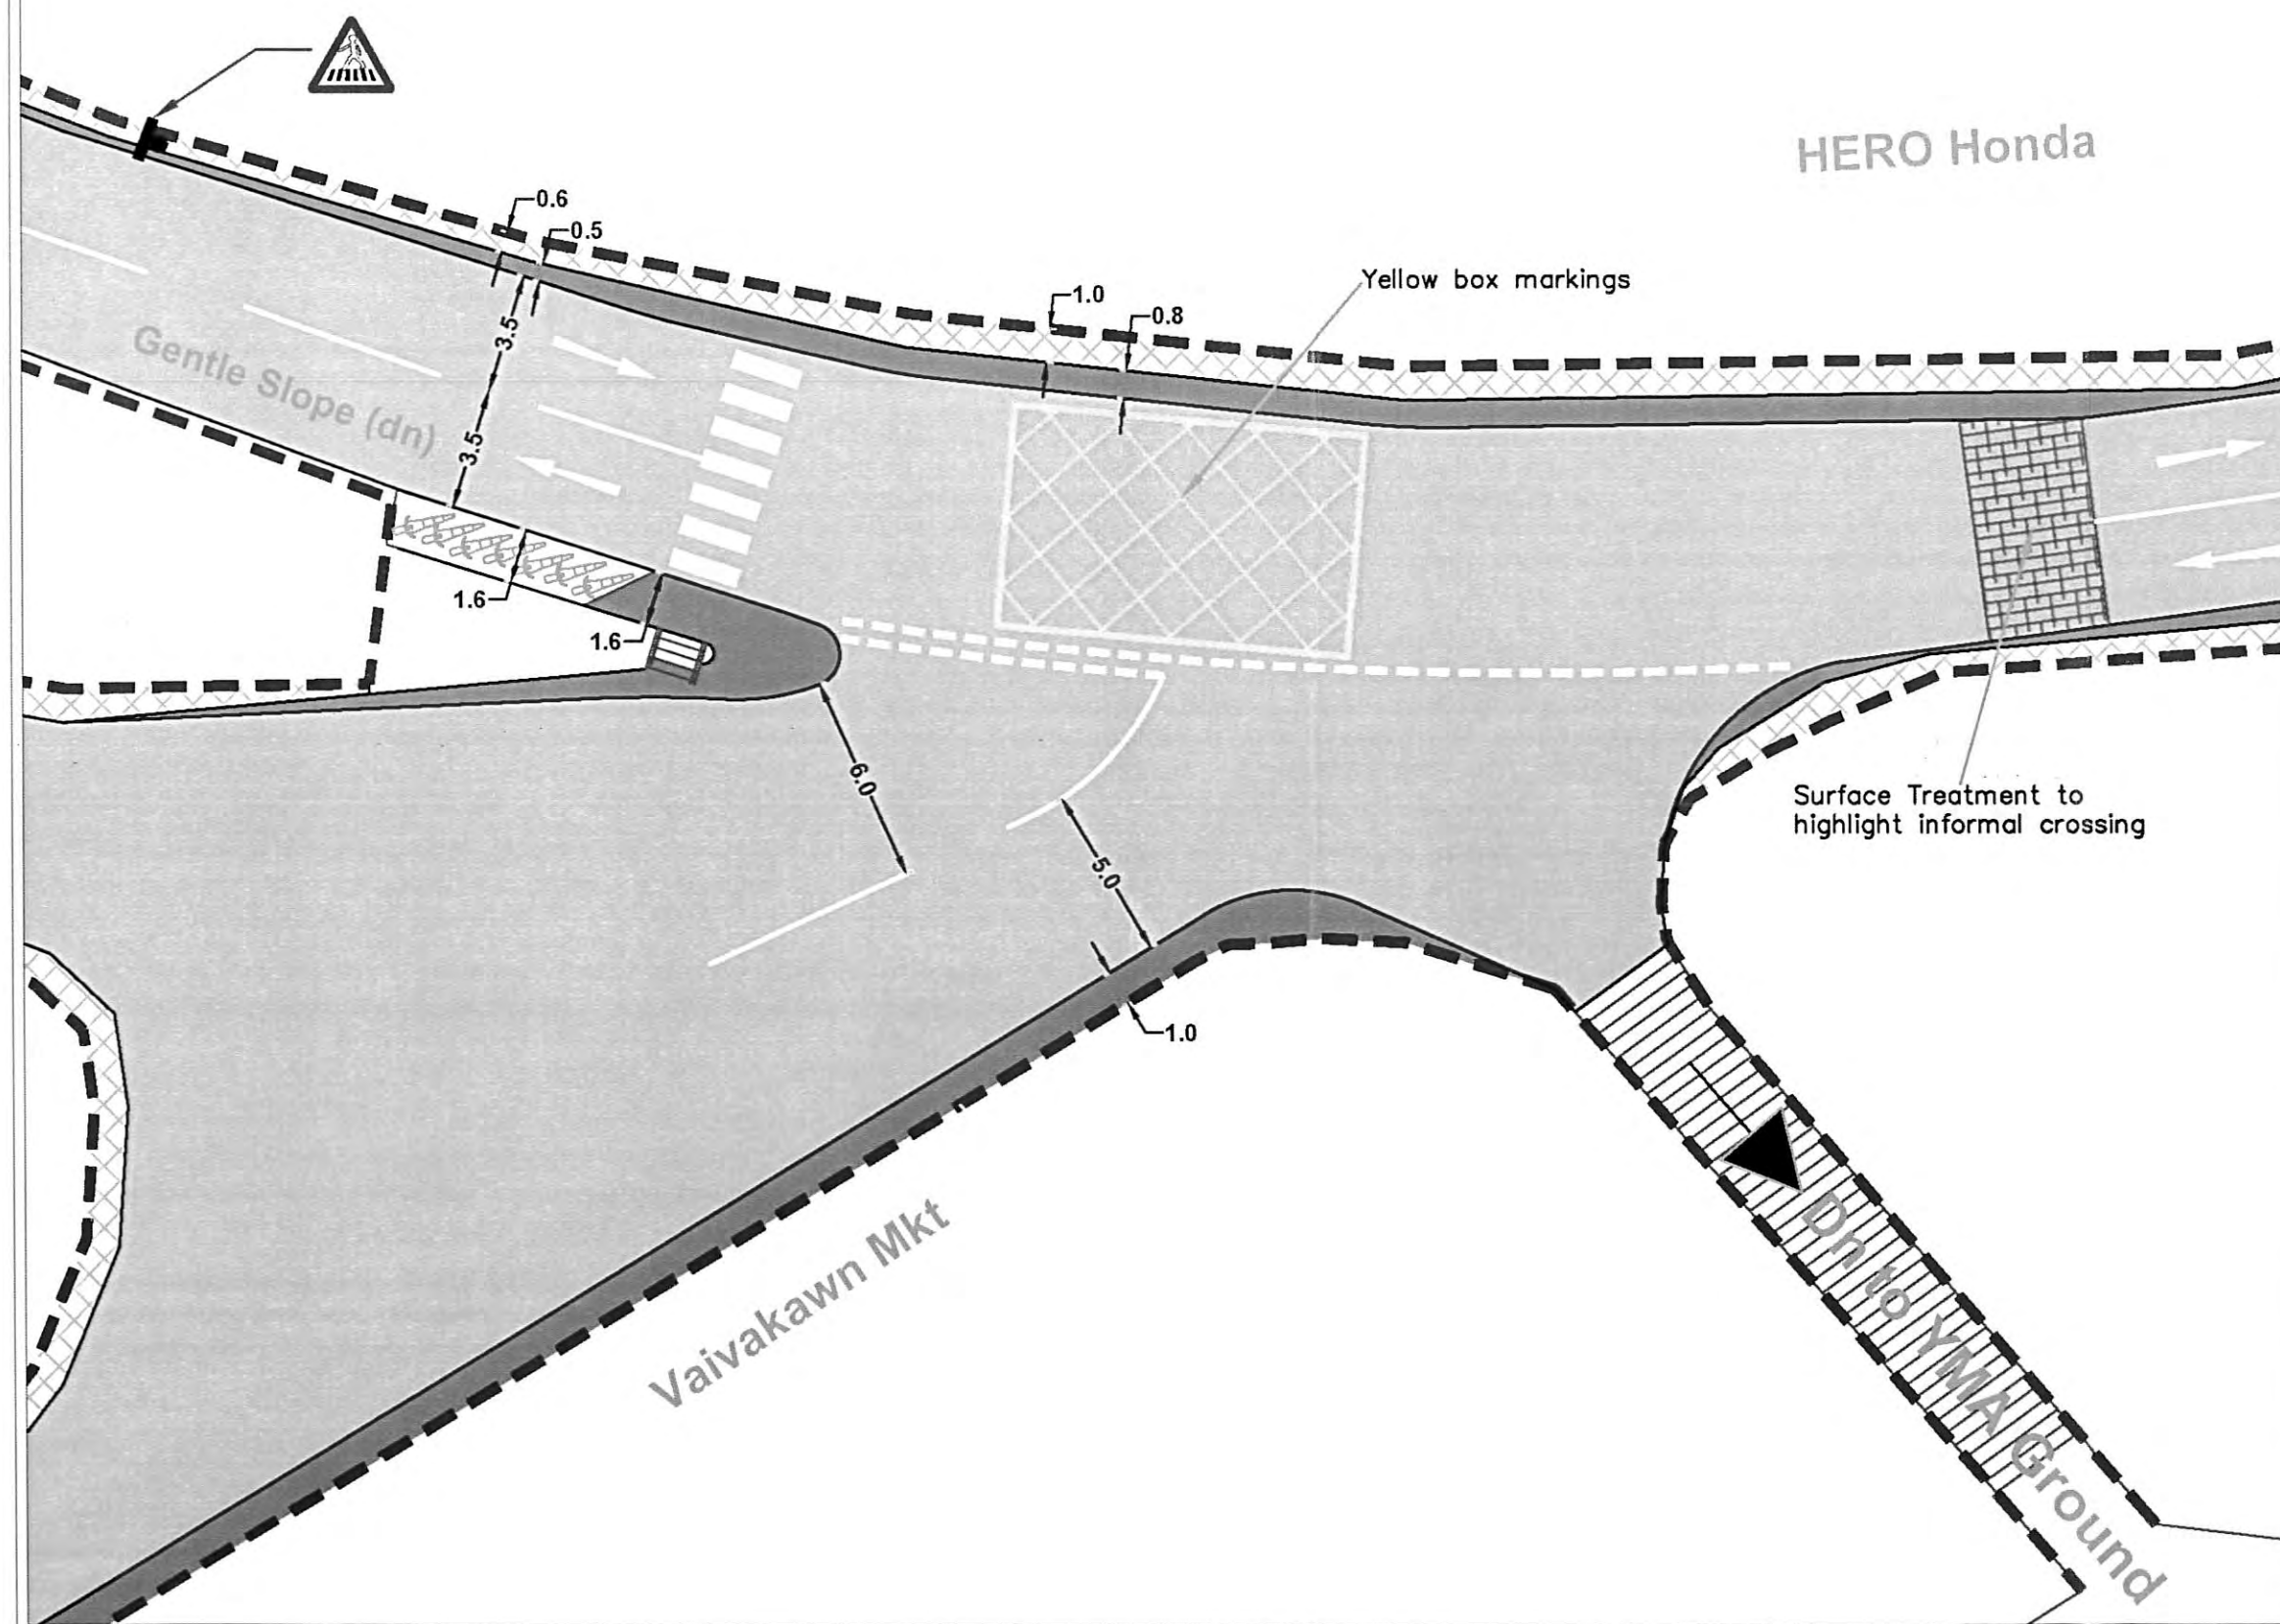 HERO Honda
0.6
0.5
Yellow box markings
1.0
0.8
3.5
Gentle Slope (dn)
3.5
1.6
1.6
6.0
Surface Treatment to
highlight informal crossing
5.0
1.0
Vaivakawn Mkt
Dn to YMA Ground